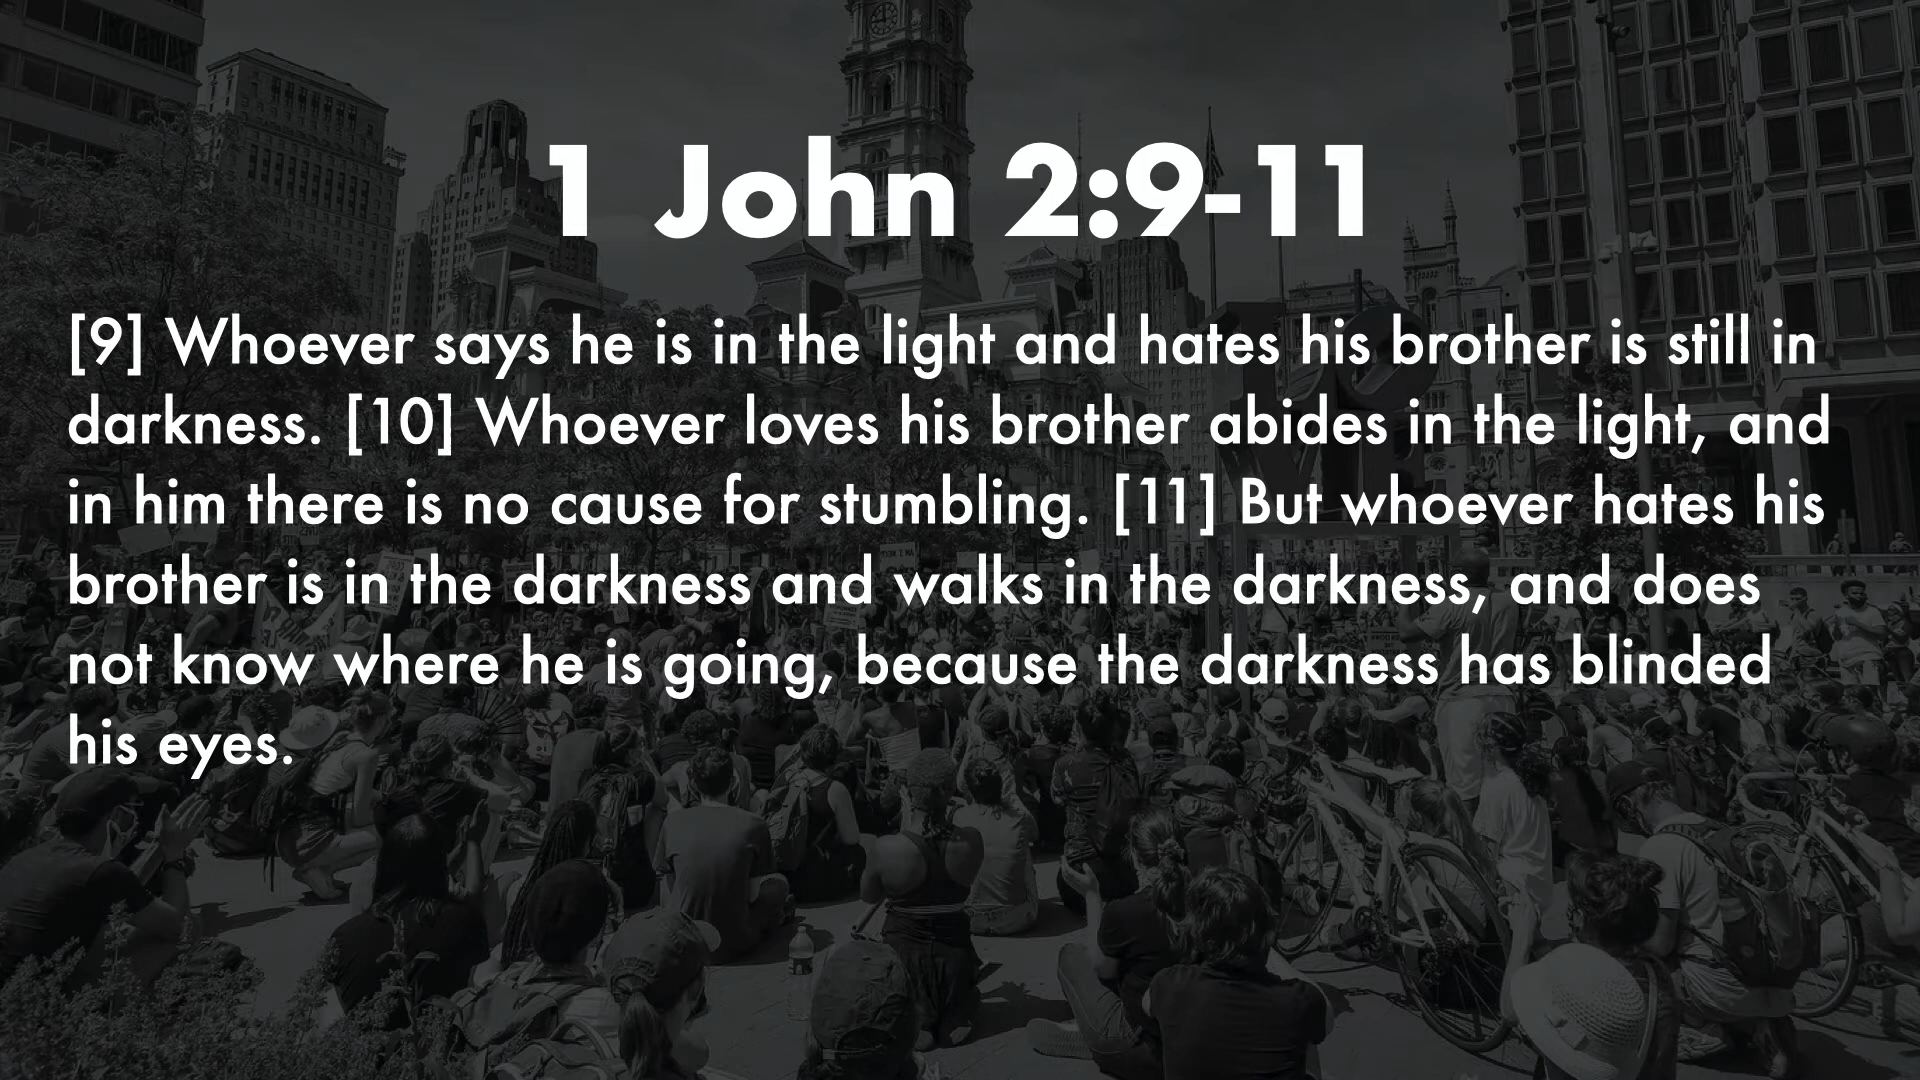 1 John 2:9-11
[9] Whoever says he is in the light and hates his brother is still in
darkness. [10] Whoever loves his brother abides in the light, and
in him there is no cause for stumbling. [11] But whoever hates his
brother is in the darkness and walks in the darkness, and does
not know where he is going, because the darkness has blinded
his eyes.